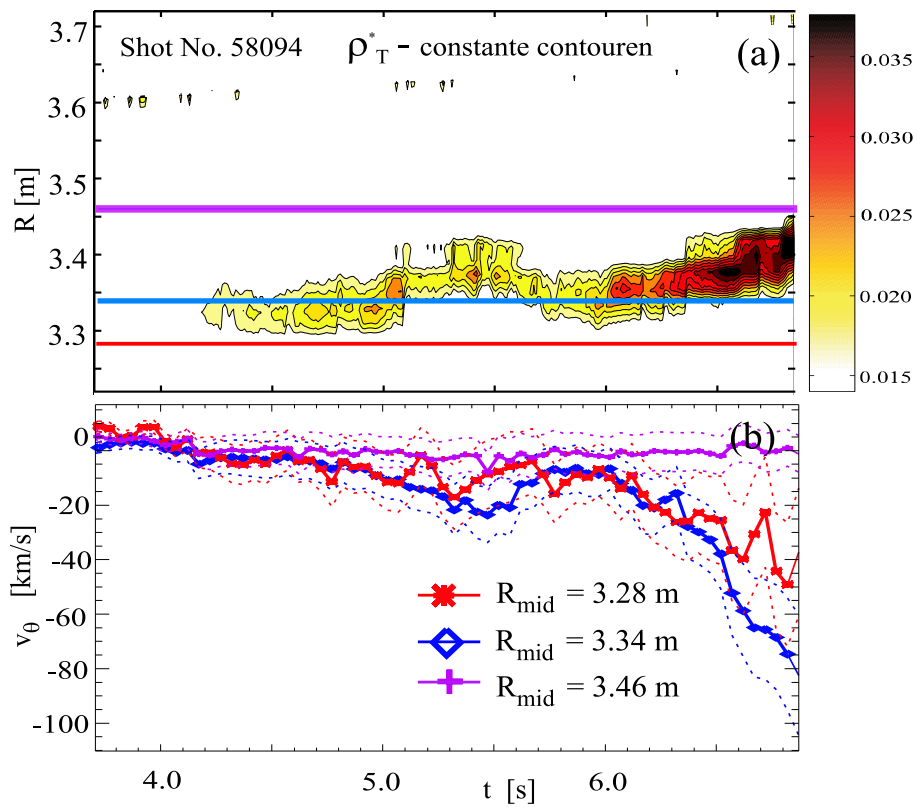 Shot No. 58094 ρ*T - constante contouren (a)
R [m]
3.7
3.6
3.5
3.4
3.3
0.035
0.030
0.025
0.020
0.015
(b)
vθ [km/s]
0
-20
-40
-60
-80
-100
Rmid = 3.28 m
Rmid = 3.34 m
Rmid = 3.46 m
4.0 5.0 6.0
t [s]